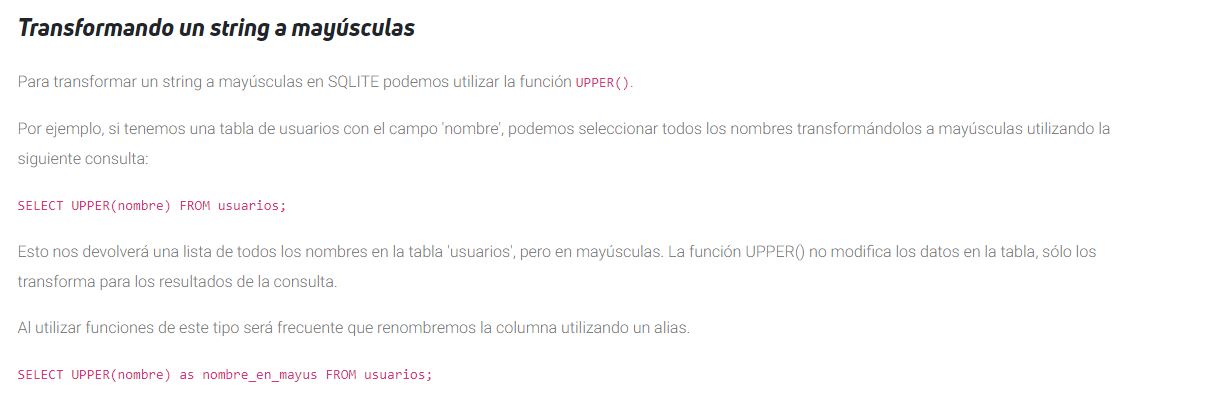 Transformando un string a mayúsculas
Para transformar un string a mayúsculas en SQLITE podemos utilizar la función UPPER().
Por ejemplo, si tenemos una tabla de usuarios con el campo 'nombre', podemos seleccionar todos los nombres transformándolos a mayúsculas utilizando la
siguiente consulta:
SELECT UPPER(nombre) FROM usuarios;
Esto nos devolverá una lista de todos los nombres en la tabla 'usuarios', pero en mayúsculas. La función UPPER() no modifica los datos en la tabla, sólo los
transforma para los resultados de la consulta.
Al utilizar funciones de este tipo será frecuente que renombremos la columna utilizando un alias.
SELECT UPPER(nombre) as nombre_en_mayus FROM usuarios;